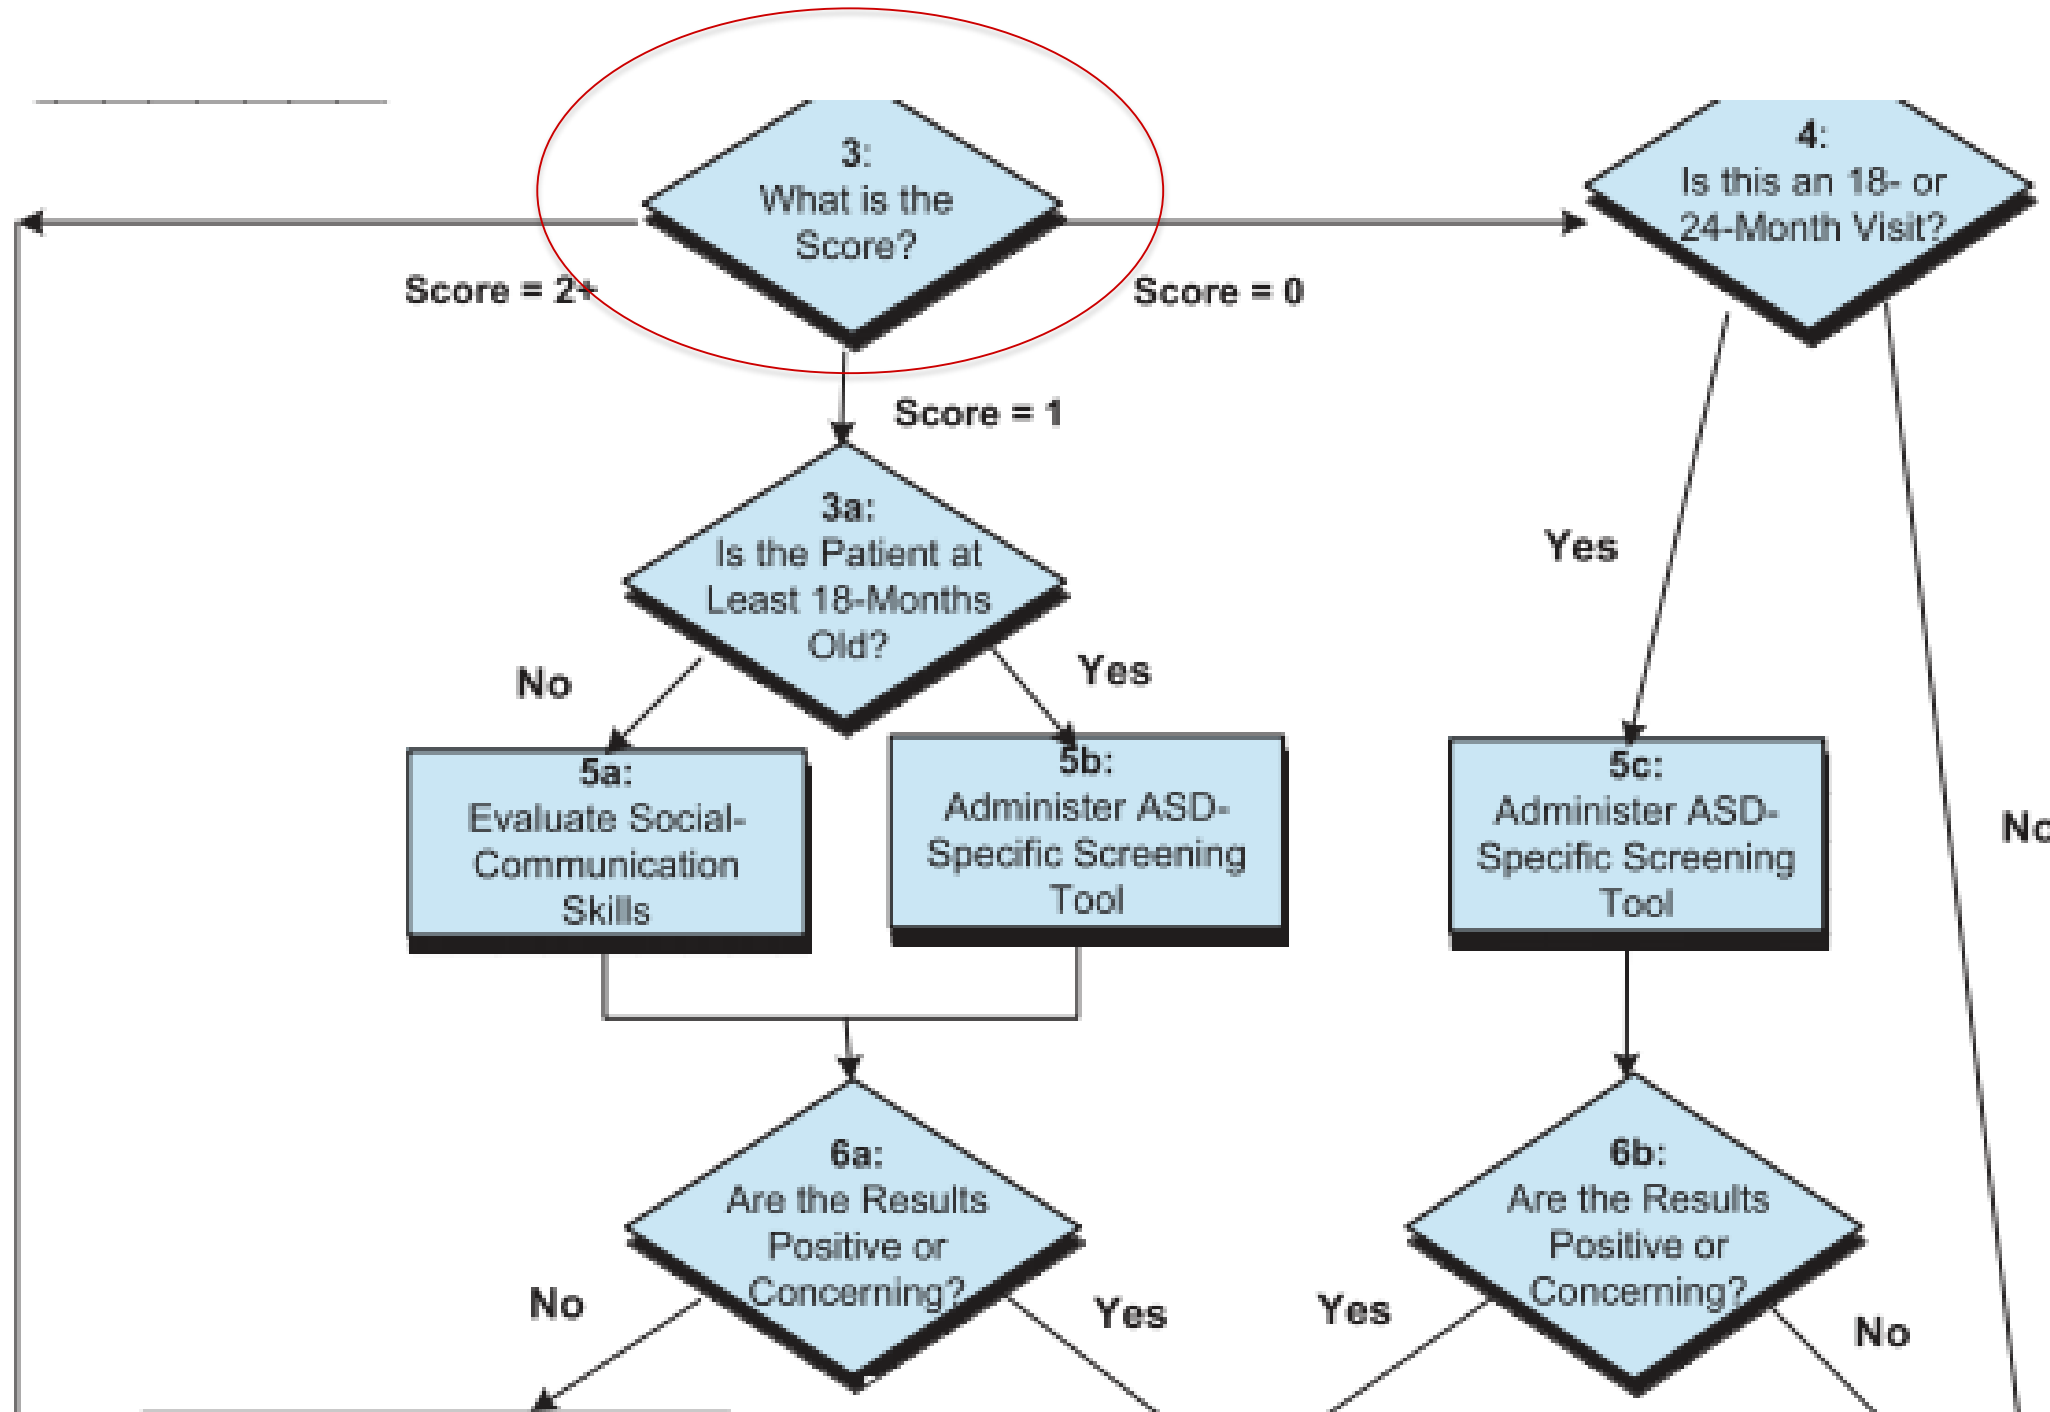 3:
What is the
Score?
4:
Is this an 18- or
24-Month Visit?
Score = 2+
Score = 0
Score = 1
3a:
Is the Patient at
Least 18-Months
Old?
No
Yes
Yes
No
5a:
Evaluate Social-
Communication
Skills
5b:
Administer ASD-
Specific Screening
Tool
5c:
Administer ASD-
Specific Screening
Tool
6a:
Are the Results
Positive or
Concerning?
No
Yes
6b:
Are the Results
Positive or
Concerning?
Yes
No